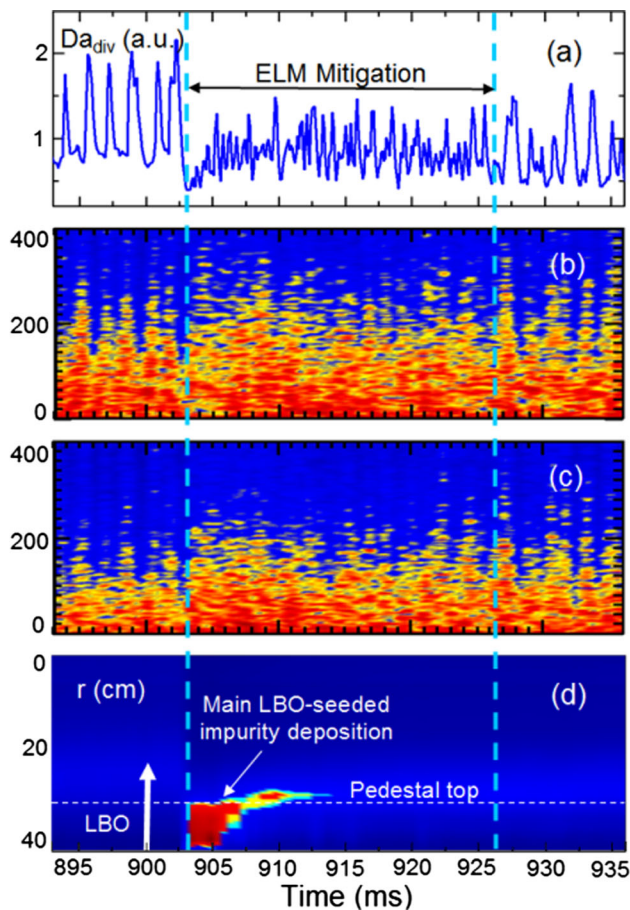 Da_div (a.u.)
(a)
2
ELM Mitigation
1
400
(b)
200
0
400
(c)
200
0
0
r (cm)
(d)
Main LBO-seeded
impurity deposition
20
Pedestal top
LBO
40
895 900 905 910 915 920 925 930 935
Time (ms)